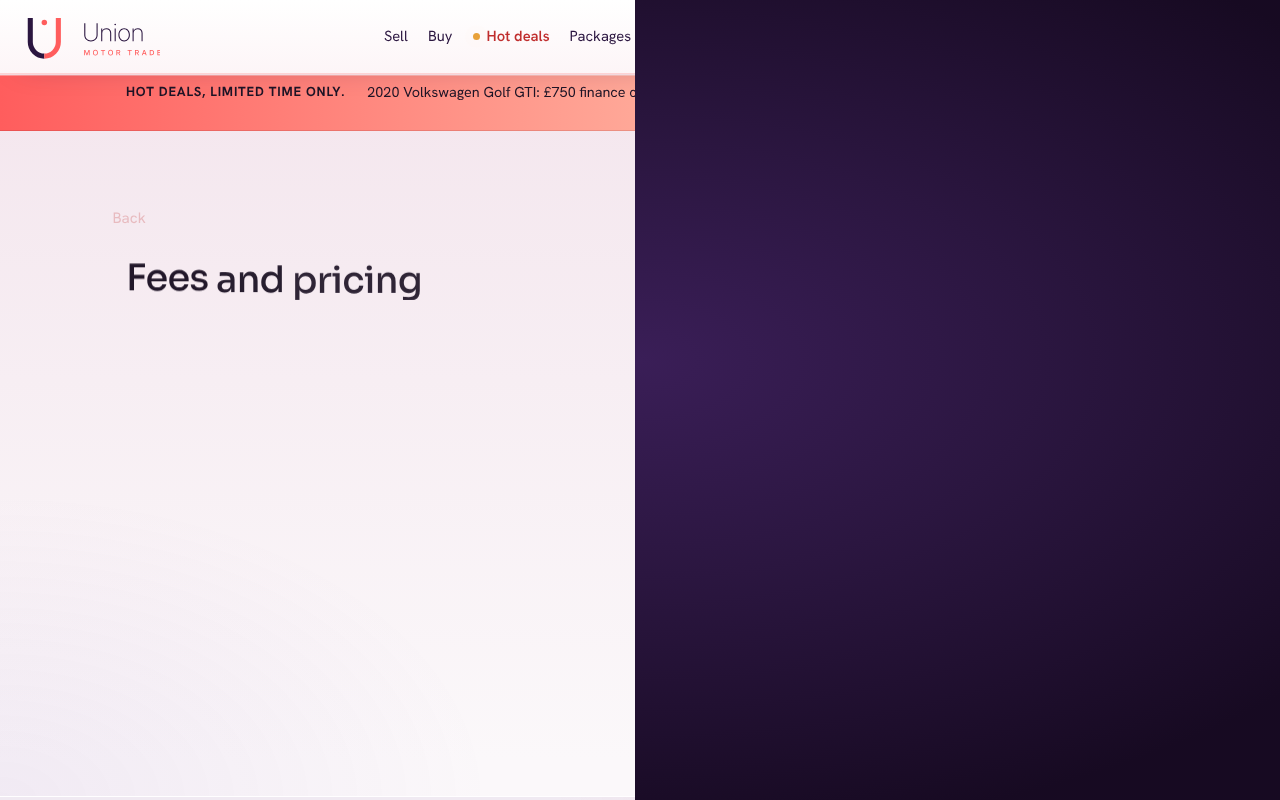 Union
MOTOR TRADE
Sell Buy Hot deals Packages
HOT DEALS, LIMITED TIME ONLY. 2020 Volkswagen Golf GTI: £750 finance
Back
Fees and pricing